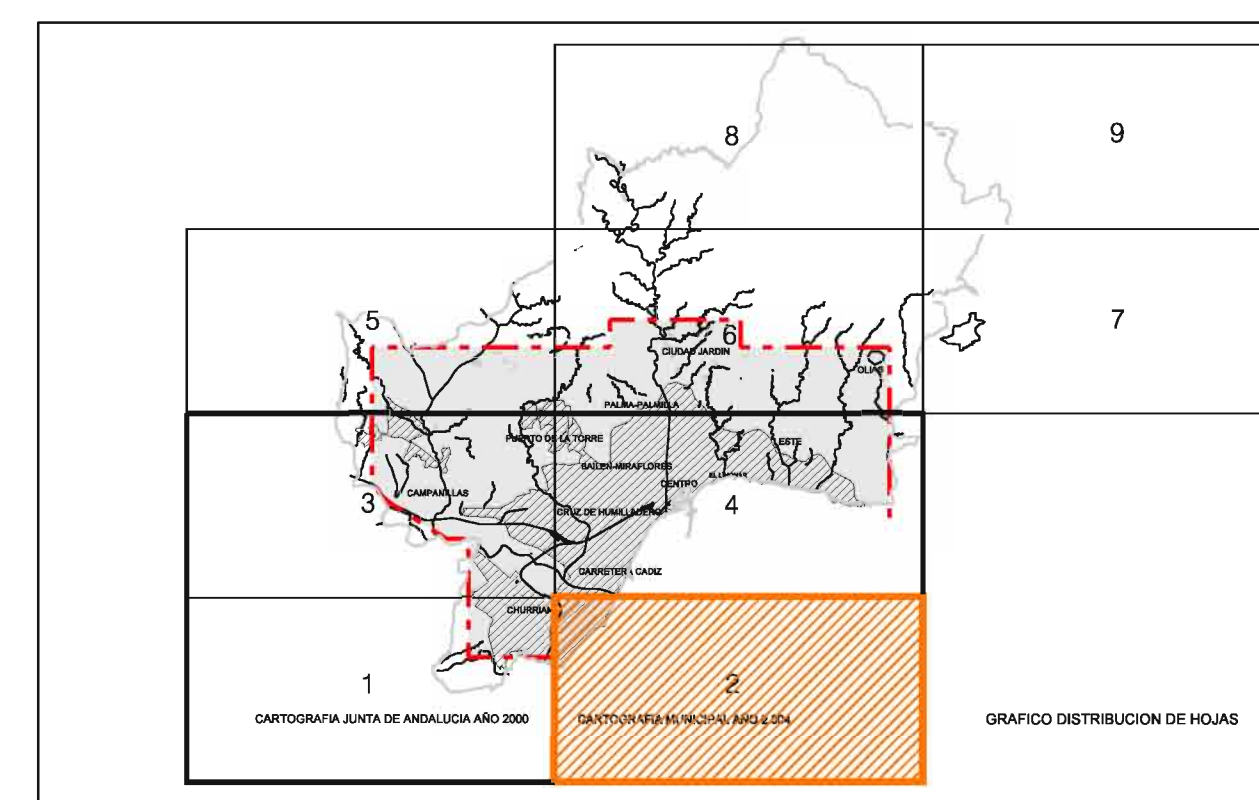 8
9
5
6
7
CIUDAD JARDIN
OLIAS
PALMA-PALMILLA
PUERTO DE LA TORRE
ESTE
BAILEN-MIRAFLORES
CENTRO
CAMPANILLAS
3
4
CRUZ DE HUMILLADERO
CARRETERA CADIZ
CHURRIANA
1
2
CARTOGRAFIA JUNTA DE ANDALUCIA AÑO 2000
CARTOGRAFIA MUNICIPAL AÑO 2.004
GRAFICO DISTRIBUCION DE HOJAS